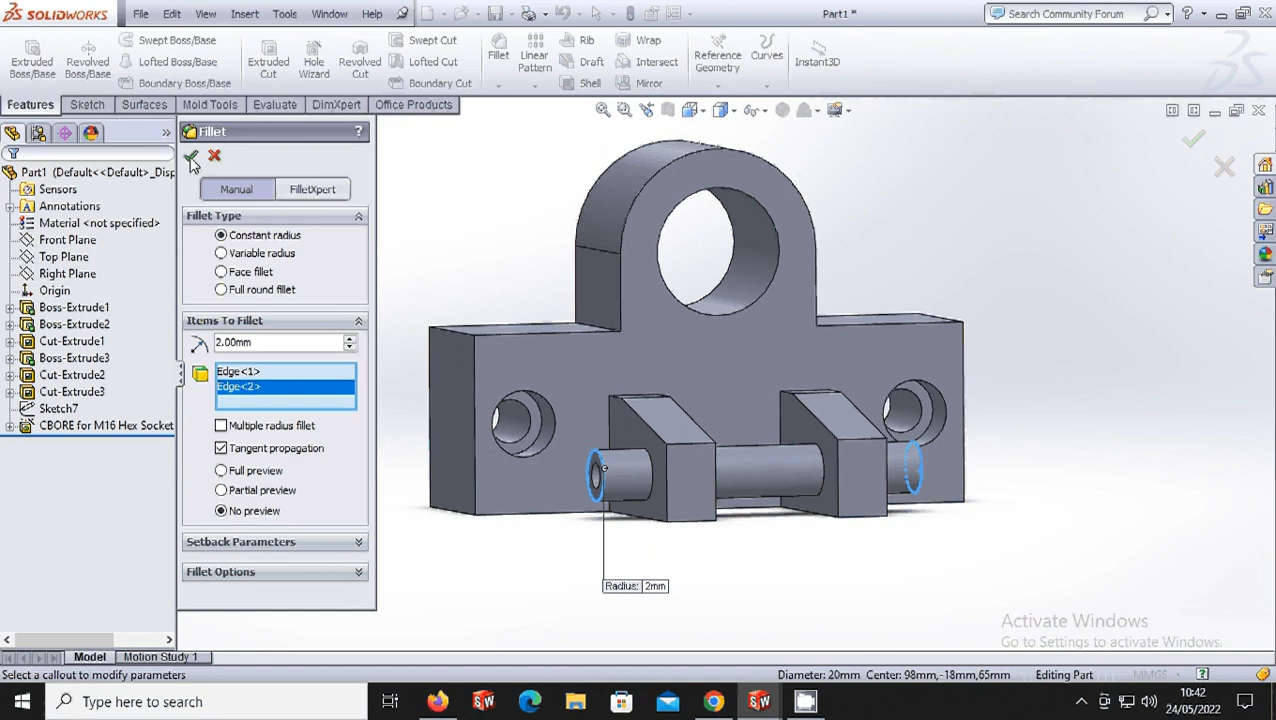 SOLIDWORKS File Edit View Insert Tools Window Help Part1 * Search Community Forum
Extruded Boss/Base
Revolved Boss/Base
Swept Boss/Base
Lofted Boss/Base
Boundary Boss/Base
Extruded Cut
Hole Wizard
Revolved Cut
Swept Cut
Lofted Cut
Boundary Cut
Fillet
Linear Pattern
Rib
Draft
Shell
Wrap
Intersect
Mirror
Reference Geometry
Curves
Instant3D
Features Sketch Surfaces Mold Tools Evaluate DimXpert Office Products
Part1 (Default<<Default>_Disp
Sensors
Annotations
Material <not specified>
Front Plane
Top Plane
Right Plane
Origin
Boss-Extrude1
Boss-Extrude2
Cut-Extrude1
Boss-Extrude3
Cut-Extrude2
Cut-Extrude3
Sketch7
CBORE for M16 Hex Socket
Fillet ?
Manual FilletXpert
Fillet Type
Constant radius
Variable radius
Face fillet
Full round fillet
Items To Fillet
2.00mm
Edge<1>
Edge<2>
Multiple radius fillet
Tangent propagation
Full preview
Partial preview
No preview
Setback Parameters
Fillet Options
Radius: 2mm
Activate Windows
Go to Settings to activate Windows.
Model Motion Study 1
Select a callout to modify parameters Diameter: 20mm Center: 98mm,-18mm,65mm Editing Part MMGS
Type here to search
10:42
24/05/2022